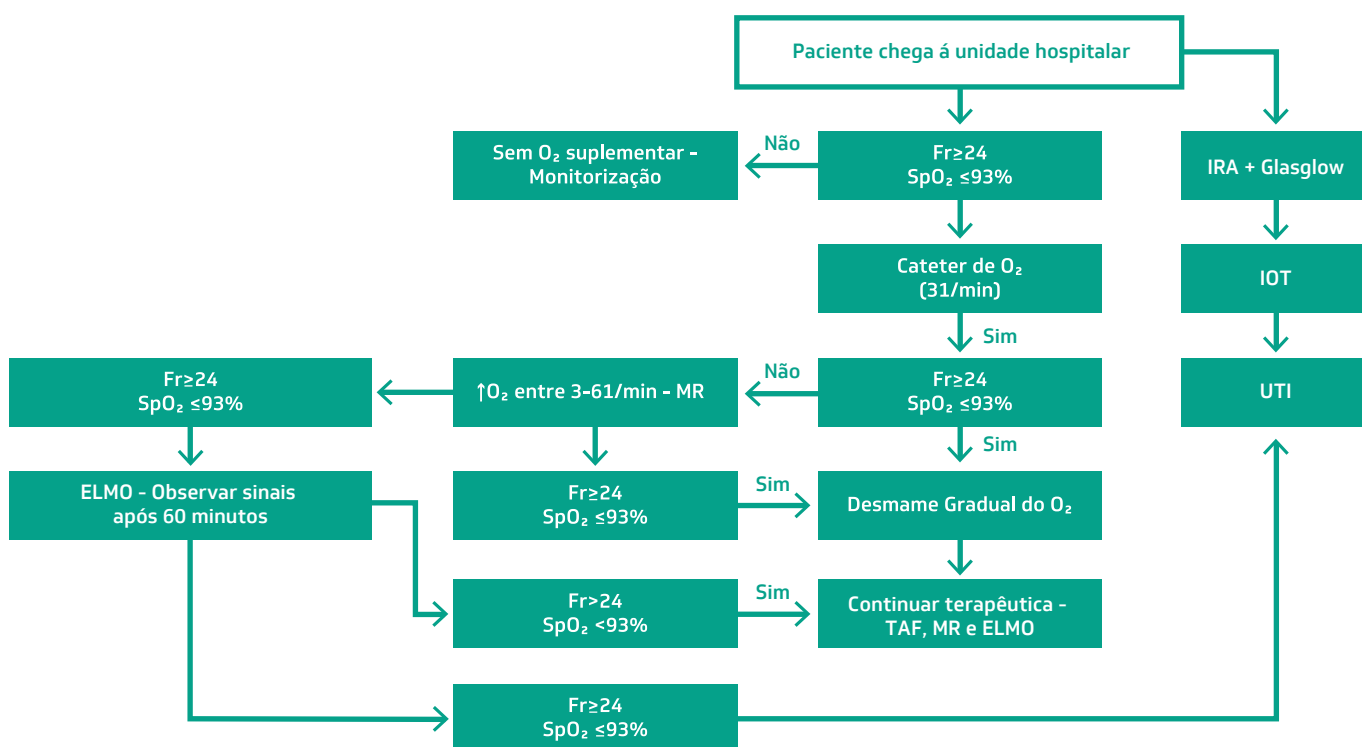 Paciente chega á unidade hospitalar
Não
Sem O₂ suplementar -
Monitorização
Fr≥24
SpO₂ ≤93%
IRA + Glasglow
Cateter de O₂
(31/min)
IOT
Sim
Fr≥24
SpO₂ ≤93%
↑O₂ entre 3-61/min - MR
Não
Fr≥24
SpO₂ ≤93%
UTI
Sim
ELMO - Observar sinais
após 60 minutos
Fr≥24
SpO₂ ≤93%
Sim
Desmame Gradual do O₂
Fr>24
SpO₂ <93%
Sim
Continuar terapêutica -
TAF, MR e ELMO
Fr≥24
SpO₂ ≤93%